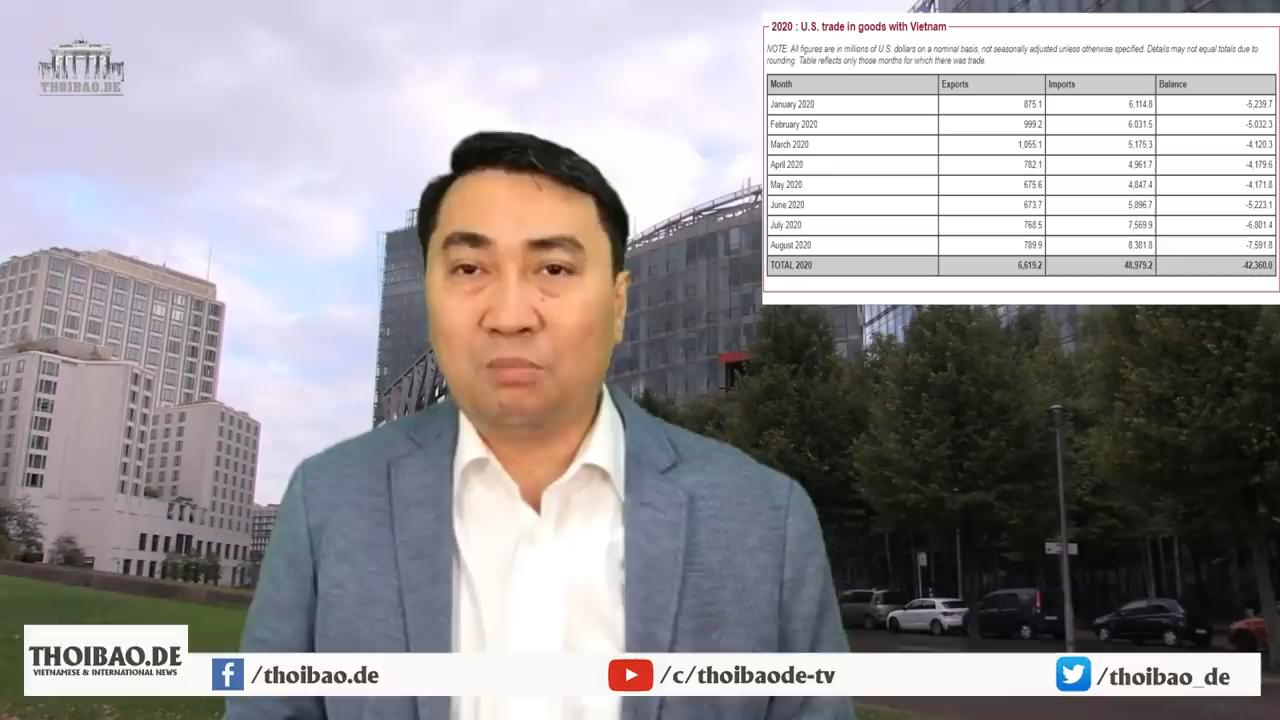 THOIBAO.DE
2020 : U.S. trade in goods with Vietnam
NOTE: All figures are in millions of U.S. dollars on a nominal basis, not seasonally adjusted unless otherwise specified. Details may not equal totals due to
rounding. Table reflects only those months for which there was trade.
Month Exports Imports Balance
January 2020 875.1 6,114.8 -5,239.7
February 2020 999.2 6,031.5 -5,032.3
March 2020 1,055.1 5,175.3 -4,120.3
April 2020 782.1 4,961.7 -4,179.6
May 2020 675.6 4,847.4 -4,171.8
June 2020 673.7 5,896.7 -5,223.1
July 2020 768.5 7,569.9 -6,801.4
August 2020 789.9 8,381.8 -7,591.8
TOTAL 2020 6,619.2 48,979.2 -42,360.0
THOIBAO.DE
VIETNAMESE & INTERNATIONAL NEWS
/thoibao.de
/c/thoibaode-tv
/thoibao_de